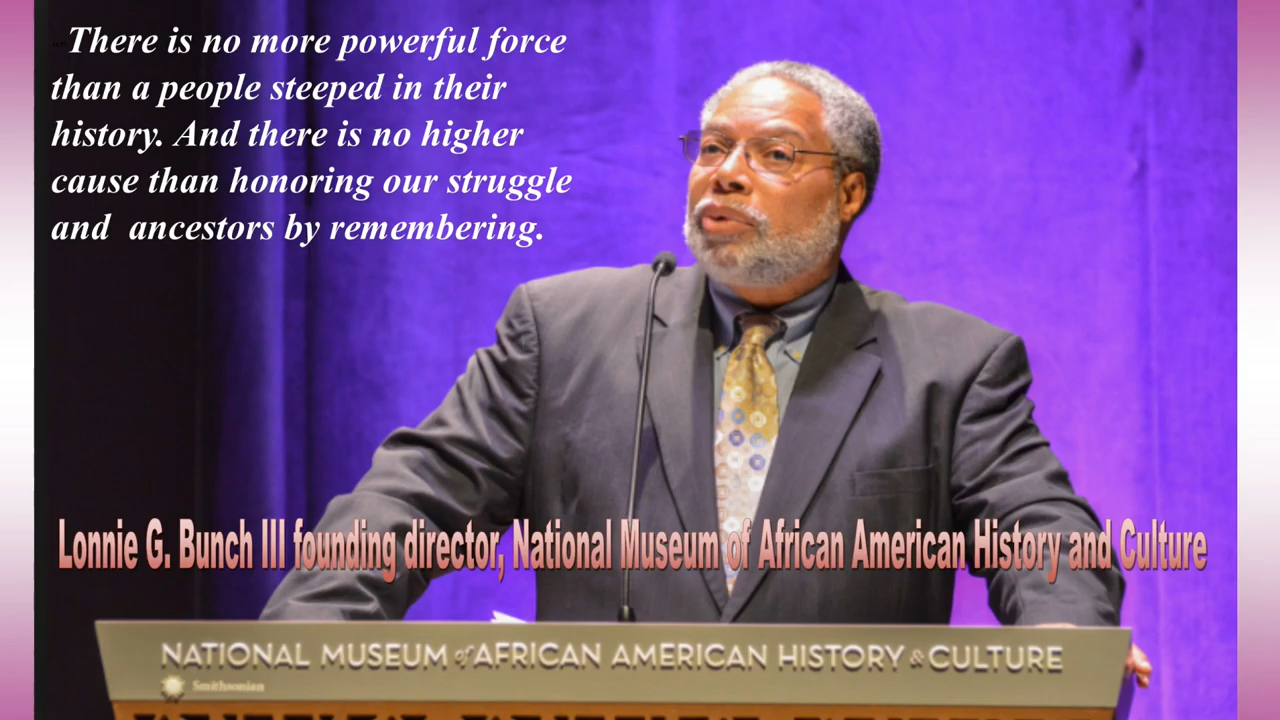 There is no more powerful force
than a people steeped in their
history. And there is no higher
cause than honoring our struggle
and  ancestors by remembering.
Lonnie G. Bunch III founding director, National Museum of African American History and Culture
NATIONAL MUSEUM of AFRICAN AMERICAN HISTORY & CULTURE
Smithsonian